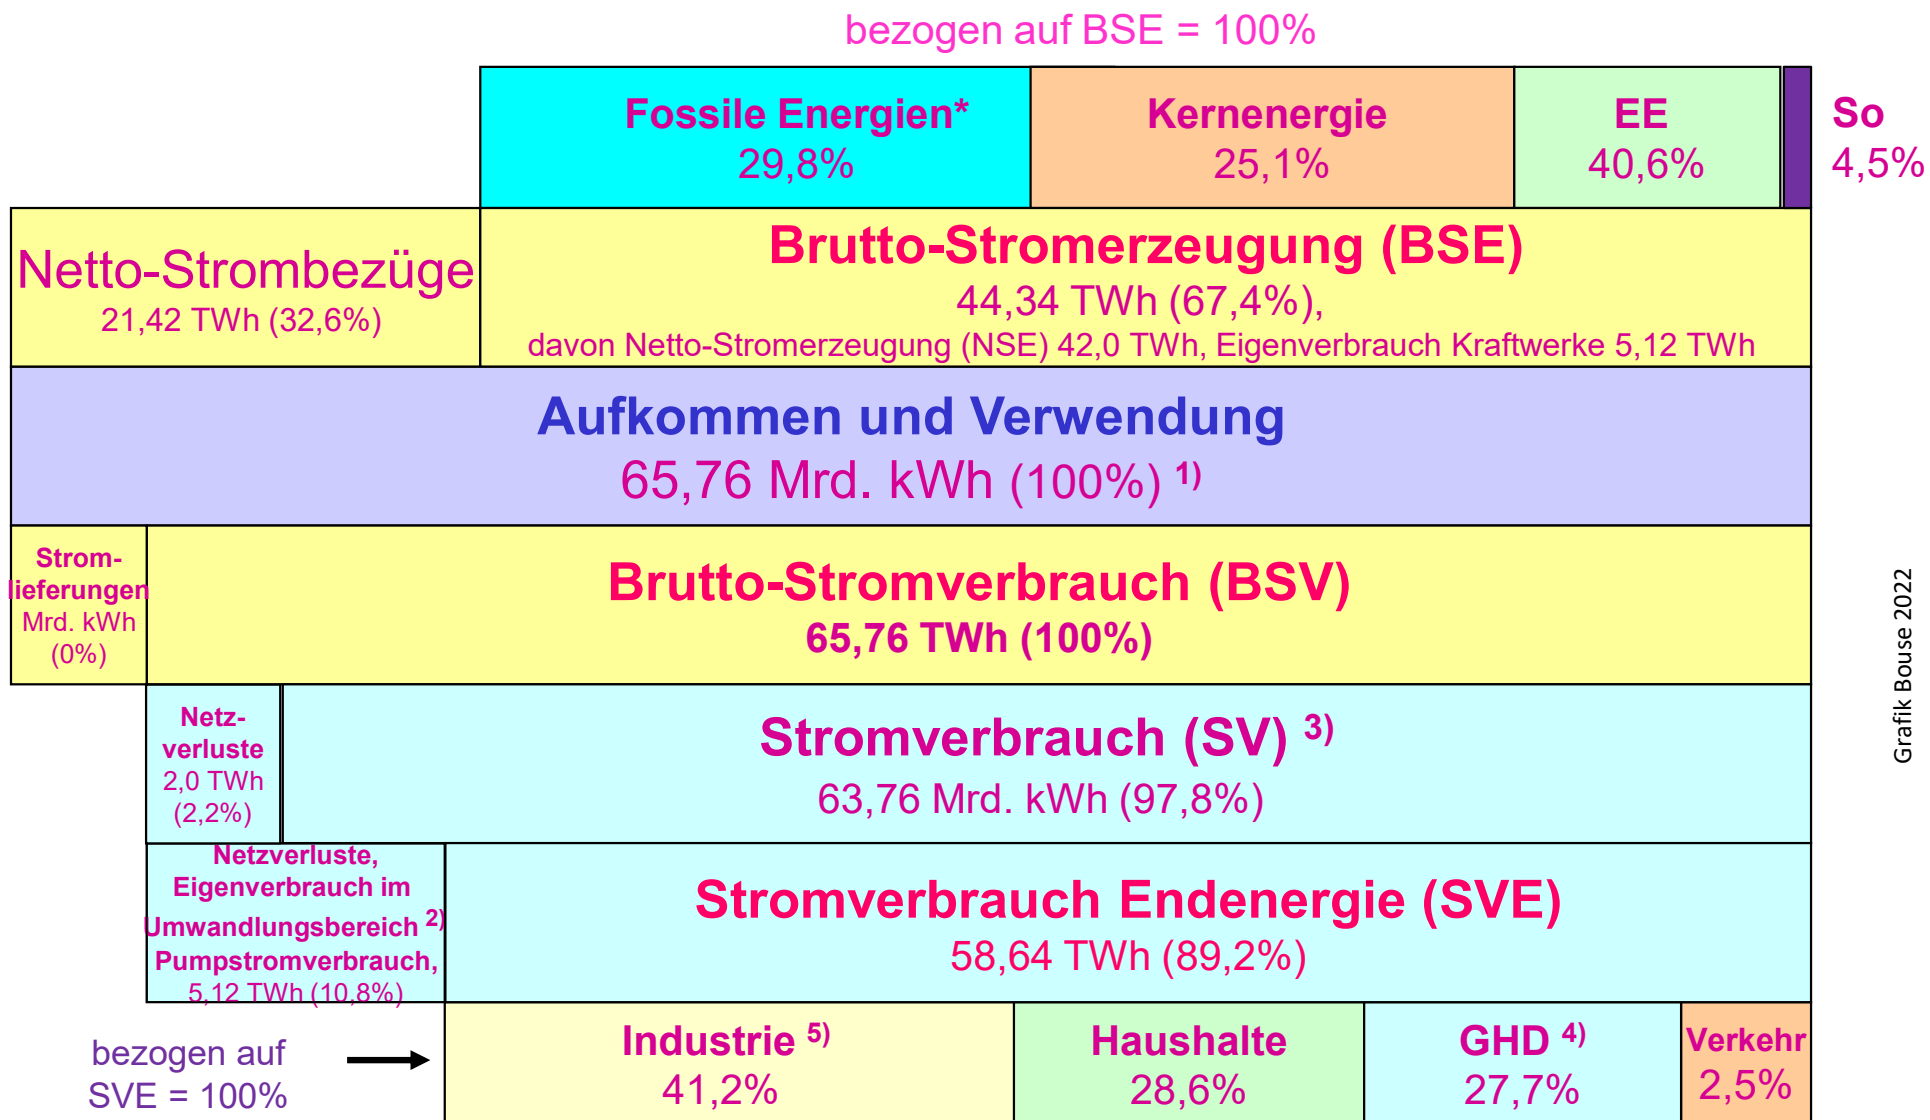 bezogen auf BSE = 100%
Fossile Energien*
29,8%
Kernenergie
25,1%
EE
40,6%
So
4,5%
Netto-Strombezüge
21,42 TWh (32,6%)
Brutto-Stromerzeugung (BSE)
44,34 TWh (67,4%),
davon Netto-Stromerzeugung (NSE) 42,0 TWh, Eigenverbrauch Kraftwerke 5,12 TWh
Aufkommen und Verwendung
65,76 Mrd. kWh (100%) 1)
Strom-
lieferungen
Mrd. kWh
(0%)
Brutto-Stromverbrauch (BSV)
65,76 TWh (100%)
Netz-
verluste
2,0 TWh
(2,2%)
Stromverbrauch (SV) 3)
63,76 Mrd. kWh (97,8%)
Netzverluste,
Eigenverbrauch im
Umwandlungsbereich 2)
Pumpstromverbrauch,
5,12 TWh (10,8%)
Stromverbrauch Endenergie (SVE)
58,64 TWh (89,2%)
bezogen auf
SVE = 100%
Industrie 5)
41,2%
Haushalte
28,6%
GHD 4)
27,7%
Verkehr
2,5%
Grafik Bouse 2022